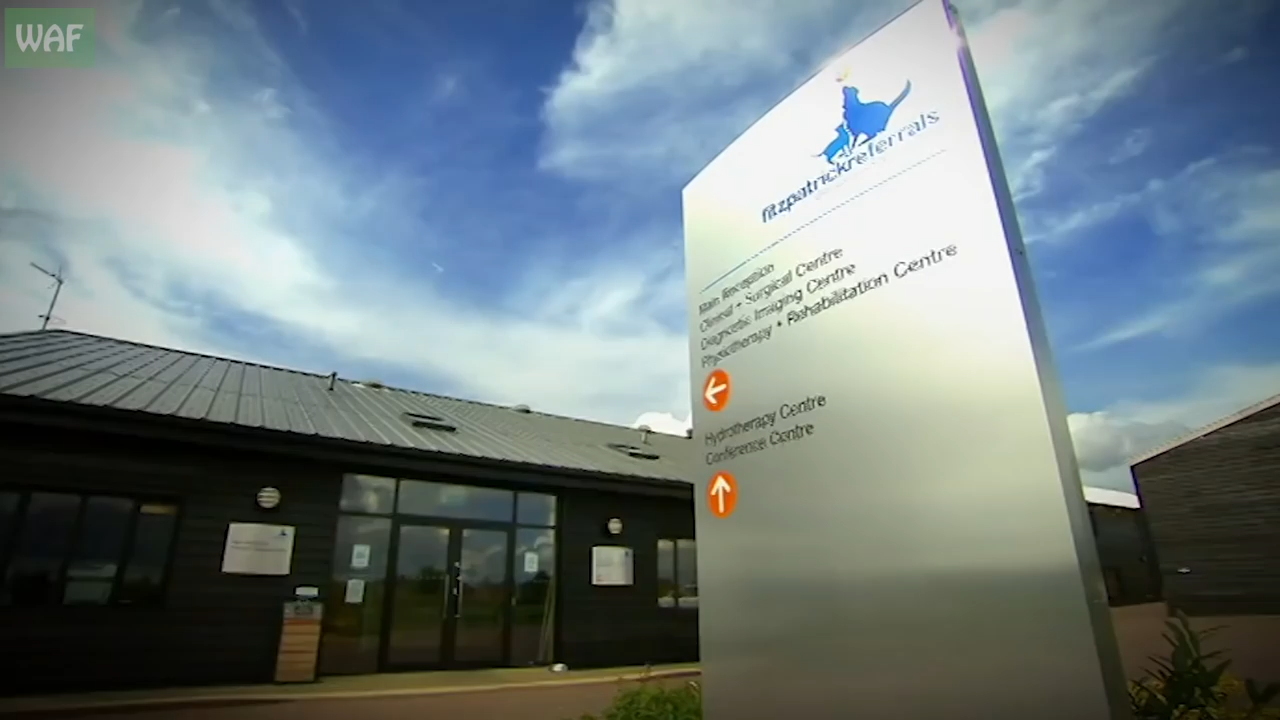 WAF
fitzpatrickreferrals
Main Reception
Clinical + Surgical Centre
Diagnostic Imaging Centre
Physiotherapy + Rehabilitation Centre
Hydrotherapy Centre
Conference Centre